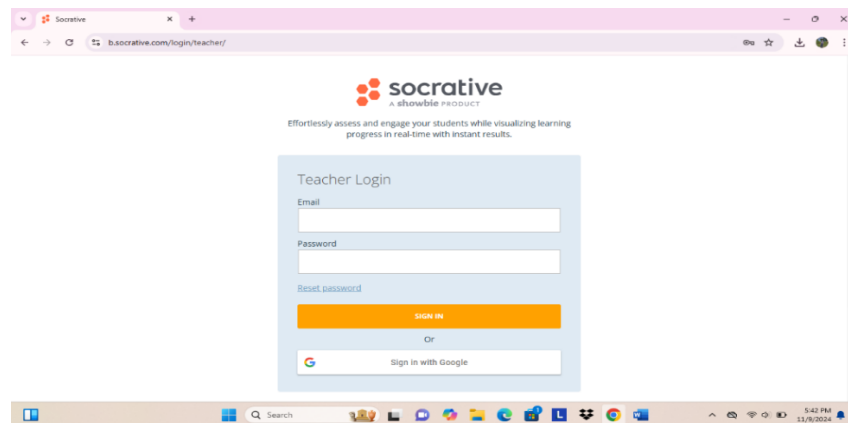 Socrative
b.socrative.com/login/teacher/
socrative
A showbie PRODUCT
Effortlessly assess and engage your students while visualizing learning
progress in real-time with instant results.
Teacher Login
Email
Password
Reset password
SIGN IN
Or
Sign in with Google
Search
5:42 PM
11/8/2024